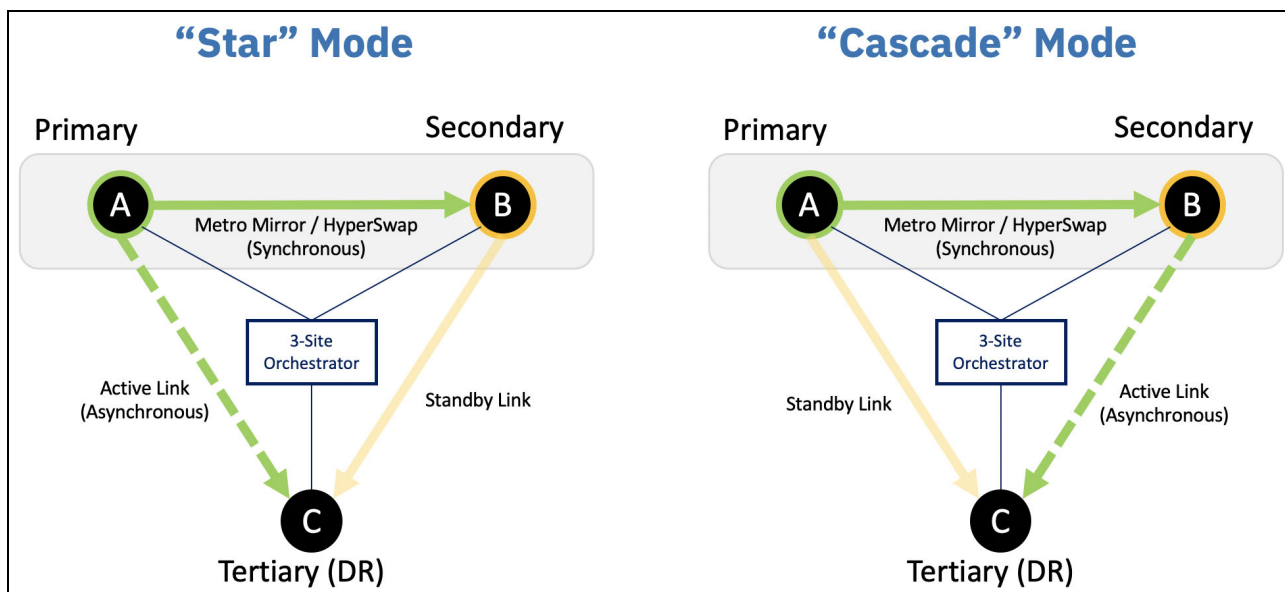 “Star” Mode
Primary
Secondary
A
B
Metro Mirror / HyperSwap
(Synchronous)
3-Site
Orchestrator
Active Link
(Asynchronous)
Standby Link
C
Tertiary (DR)
“Cascade” Mode
Primary
Secondary
A
B
Metro Mirror / HyperSwap
(Synchronous)
3-Site
Orchestrator
Standby Link
Active Link
(Asynchronous)
C
Tertiary (DR)